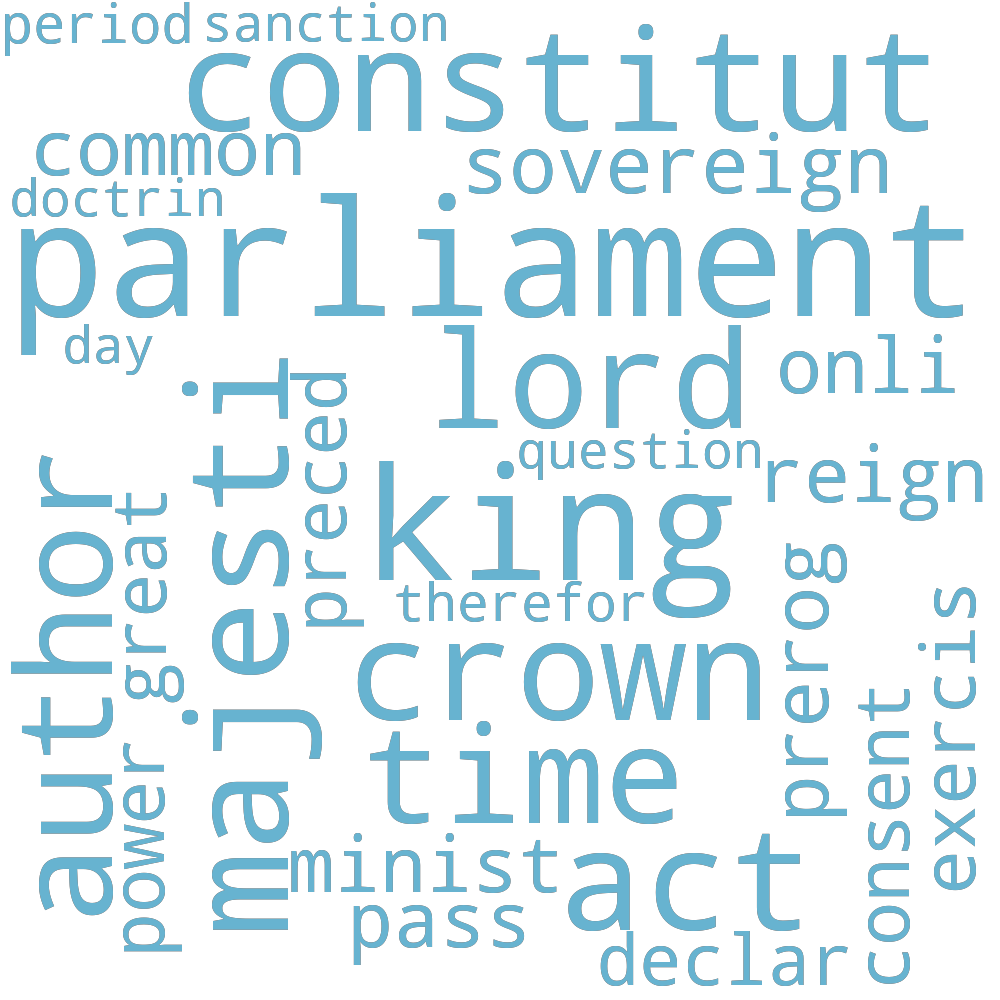 period sanction
constitut
common
sovereign
doctrin
parliament
day
lord
onli
majesti
preced
question
reign
author
great
king
therefor
prerog
exercis
crown
consent
power
time
minist
act
pass
declar